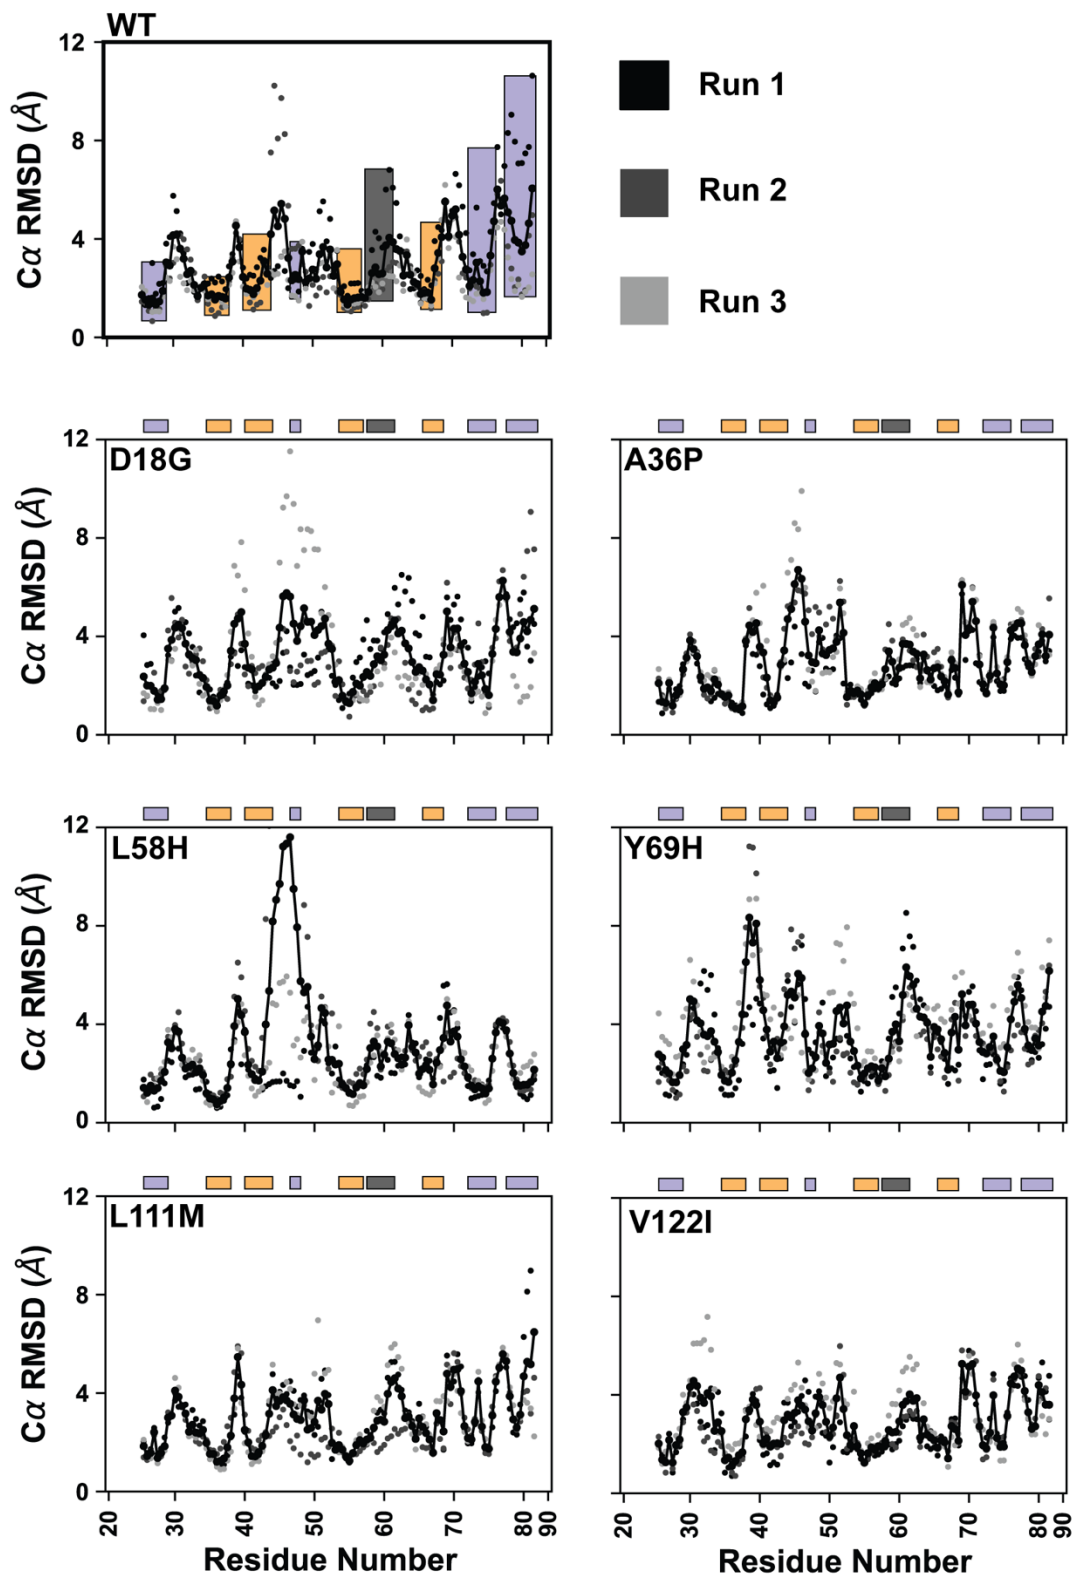 WT
12
8
4
0
Cα RMSD (Å)
Run 1
Run 2
Run 3
D18G
12
8
4
0
Cα RMSD (Å)
A36P
L58H
12
8
4
0
Cα RMSD (Å)
Y69H
L111M
12
8
4
0
Cα RMSD (Å)
V122I
20 30 40 50 60 70 80 90
Residue Number
20 30 40 50 60 70 80 90
Residue Number